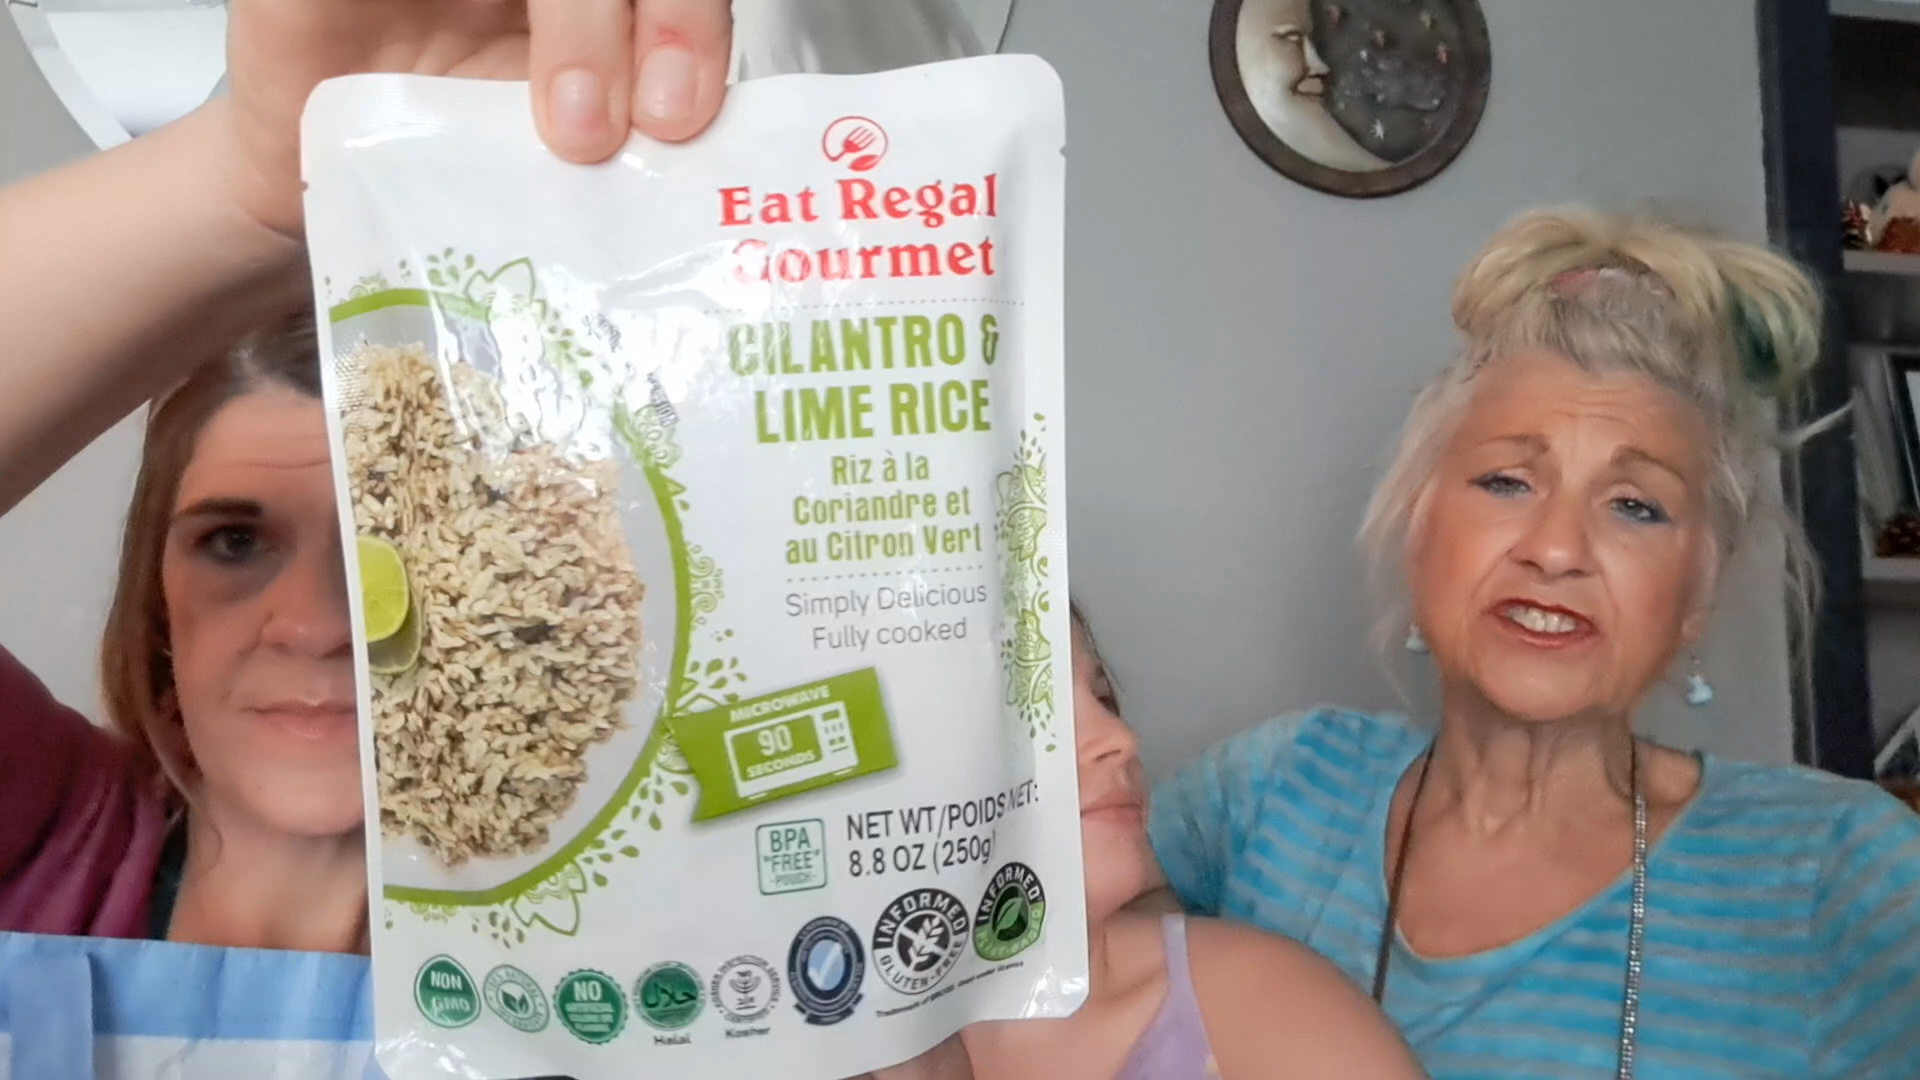 Eat Regal
Gourmet
CILANTRO &
LIME RICE
Riz à la
Coriandre et
au Citron Vert
Simply Delicious
Fully cooked
MICROWAVE
90
SECONDS
BPA
"FREE"
-POUCH-
NET WT/POIDS NET:
8.8 OZ (250g)
INFORMED
GLUTEN-FREE
INFORMED
NON
GMO
NO
حلال
Halal
Kosher